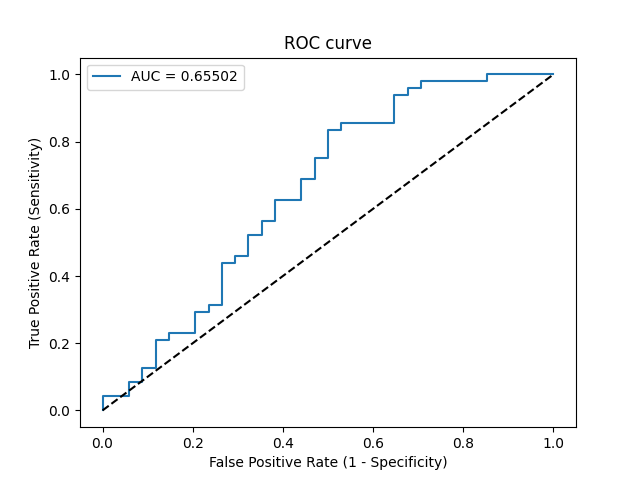 ROC curve
AUC = 0.65502
1.0
0.8
0.6
0.4
0.2
0.0
True Positive Rate (Sensitivity)
0.0 0.2 0.4 0.6 0.8 1.0
False Positive Rate (1 - Specificity)